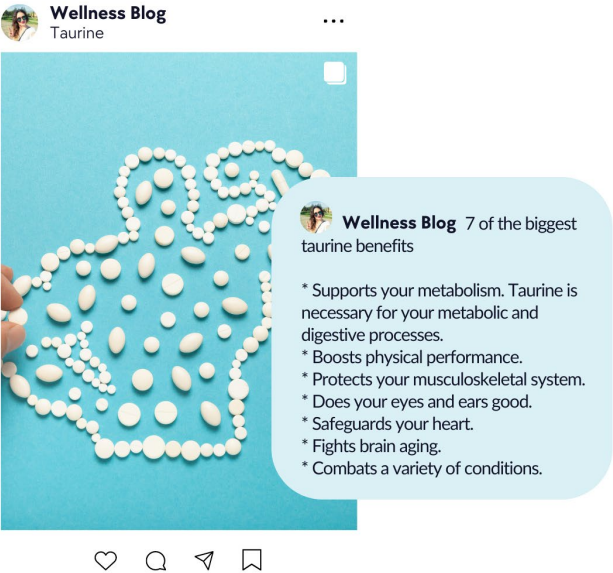 Wellness Blog
Taurine
Wellness Blog 7 of the biggest
taurine benefits
* Supports your metabolism. Taurine is
necessary for your metabolic and
digestive processes.
* Boosts physical performance.
* Protects your musculoskeletal system.
* Does your eyes and ears good.
* Safeguards your heart.
* Fights brain aging.
* Combats a variety of conditions.